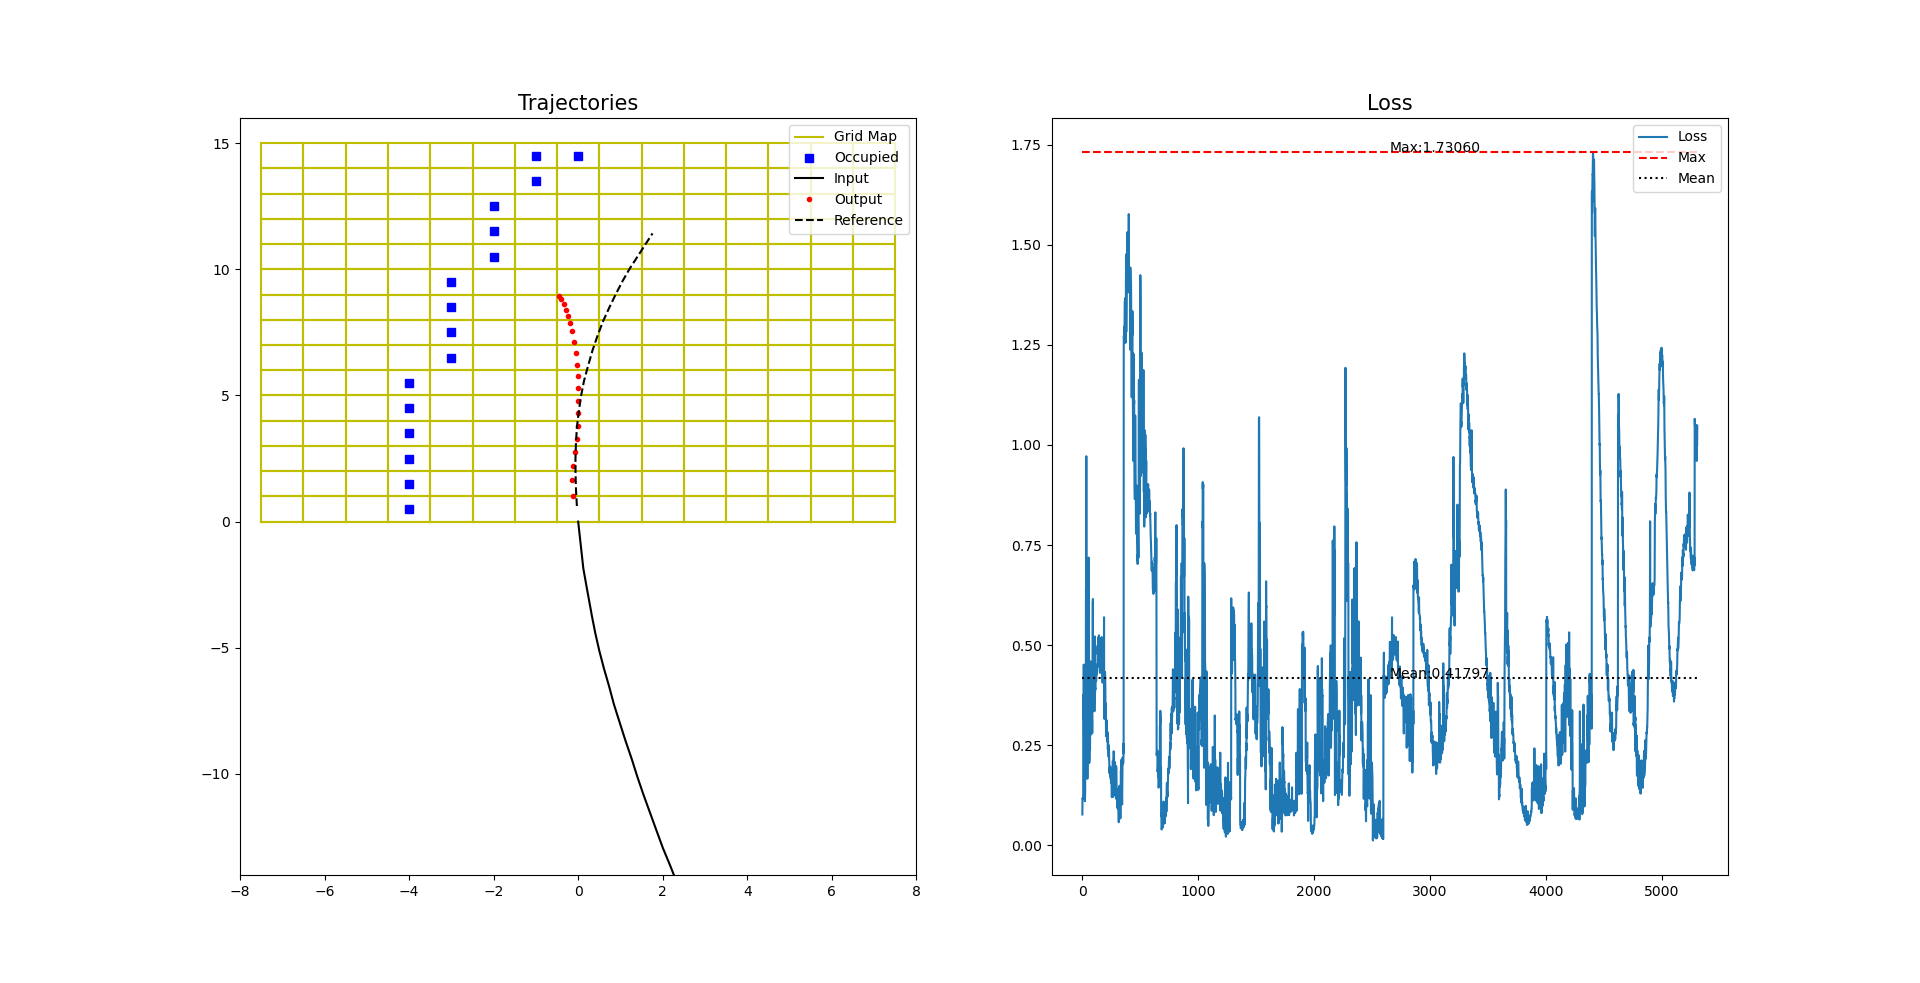 Trajectories
15
10
5
0
−5
−10
−8
−6
−4
−2
0
2
4
6
8
Grid Map
Occupied
Input
Output
Reference
Loss
1.75
1.50
1.25
1.00
0.75
0.50
0.25
0.00
0
1000
2000
3000
4000
5000
Max:1.73060
Mean:0.41797
Loss
Max
Mean